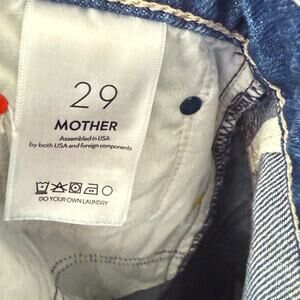 29
MOTHER
Assembled in USA
by both USA and foreign components
DO YOUR OWN LAUNDRY